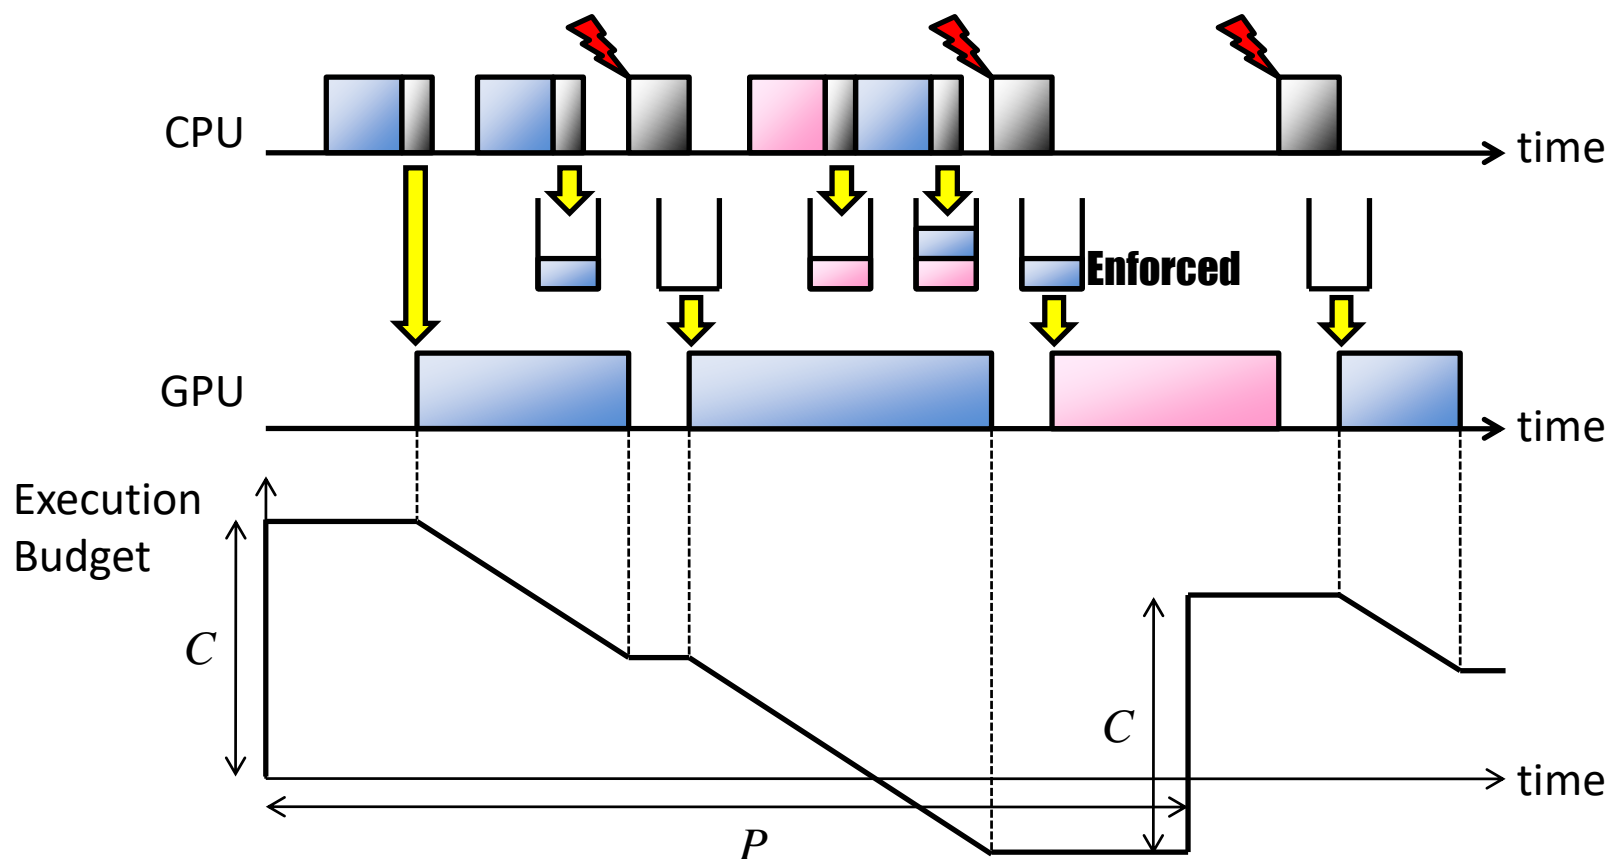 CPU
time
Enforced
GPU
time
Execution
Budget
C
C
time
P